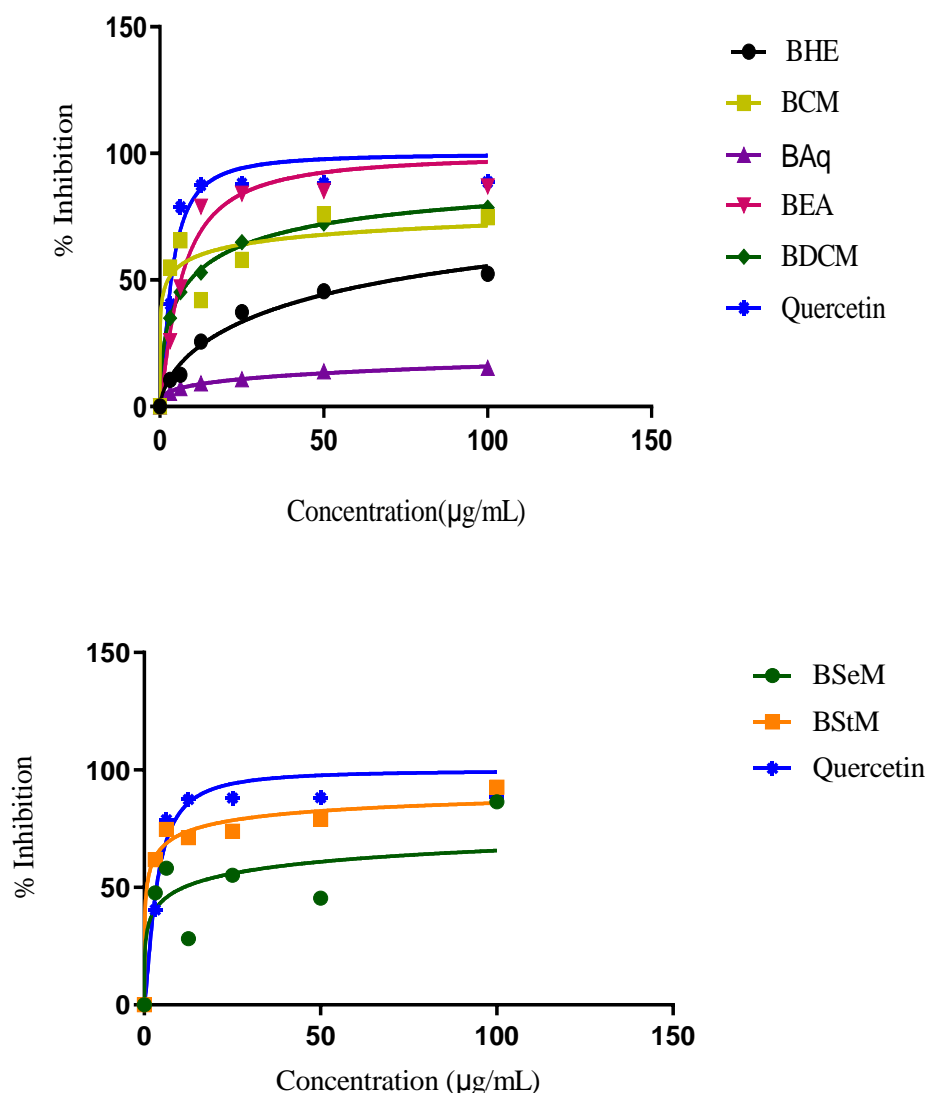 150
100
50
0
% Inhibition
0
50
100
150
Concentration(µg/mL)
BHE
BCM
BAq
BEA
BDCM
Quercetin
150
100
50
0
% Inhibition
0
50
100
150
Concentration (µg/mL)
BSeM
BStM
Quercetin